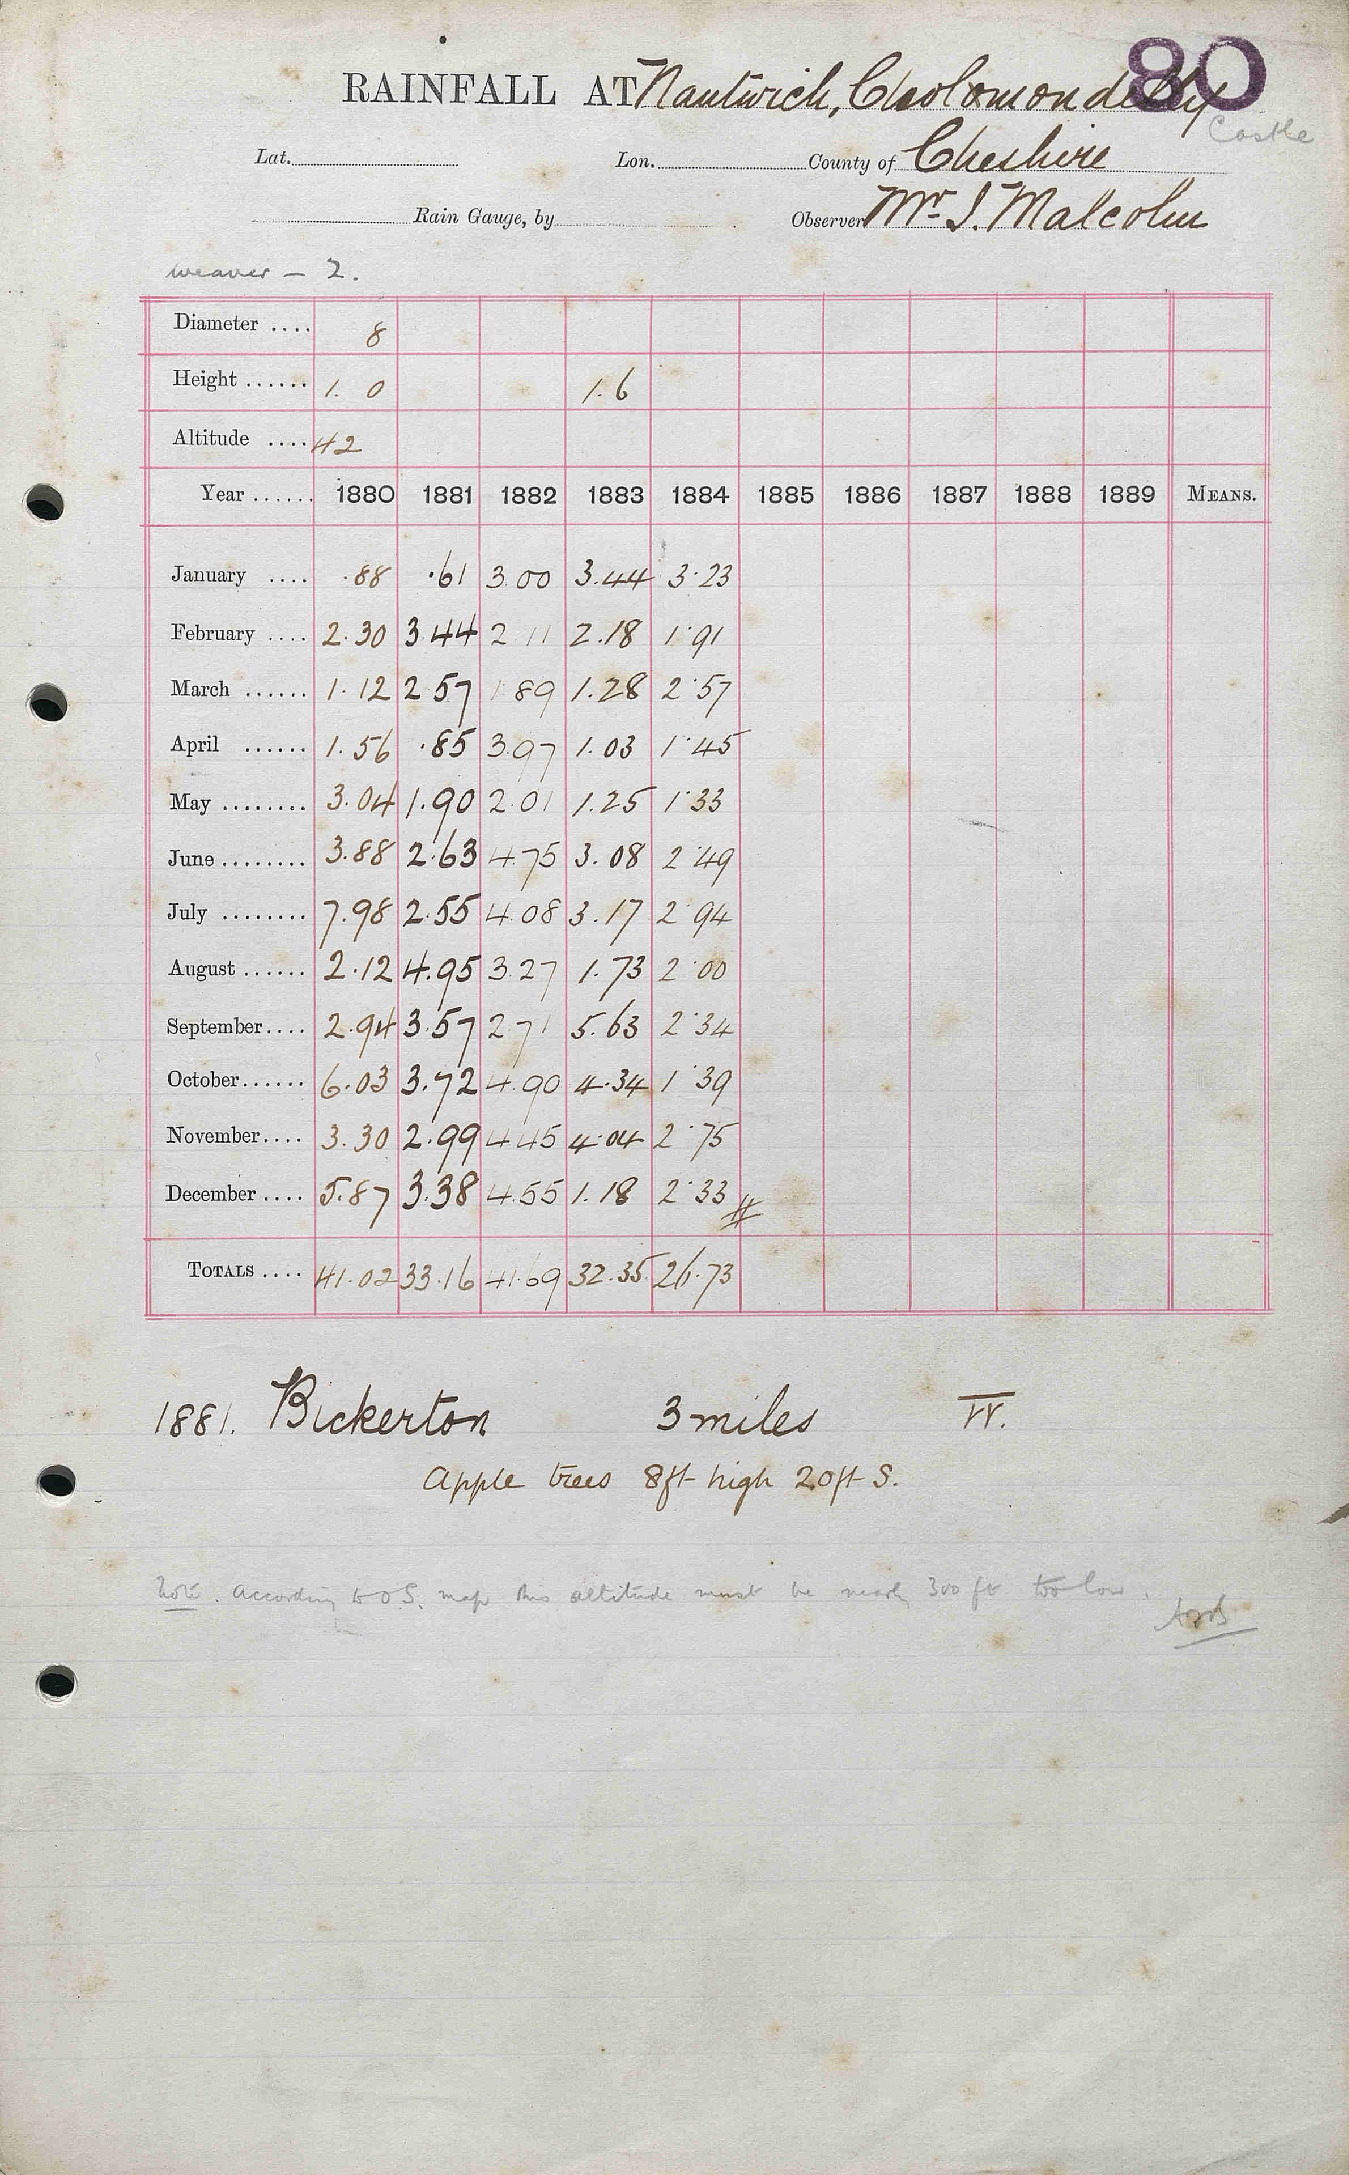 80
RAINFALL AT Nantwich, Cholomondeley
Castle
Lat. Lon. County of Cheshire
Rain Gauge, by Observer Mr. J. Malcolm
weaver - 2.
Diameter .... 8
Height ...... 1. 0 1.6
Altitude .... 42
Year ...... 1880 1881 1882 1883 1884 1885 1886 1887 1888 1889 MEANS.
January .... .88 .61 3.00 3.44 3.23
February .... 2.30 3.44 2 11 2.18 1.91
March ...... 1.12 2.57 1.89 1.28 2.57
April ...... 1.56 .85 3.97 1.03 1.45
May ........ 3.04 1.90 2.01 1.25 1.33
June ........ 3.88 2.63 4.75 3.08 2.49
July ........ 7.98 2.55 4.08 3.17 2.94
August ...... 2.12 4.95 3.27 1.73 2.00
September .... 2.94 3.57 2.71 5.63 2.34
October ...... 6.03 3.72 4.90 4.34 1.39
November .... 3.30 2.99 4.45 4.04 2.75
December .... 5.87 3.38 4.55 1.18 2.33
TOTALS .... 41.02 33.16 41.69 32.35 26.73
1881. Bickerton 3 miles W.
Apple trees 8ft high 20ft S.
Note. According to O.S. map this altitude must be nearly 300 ft too low.